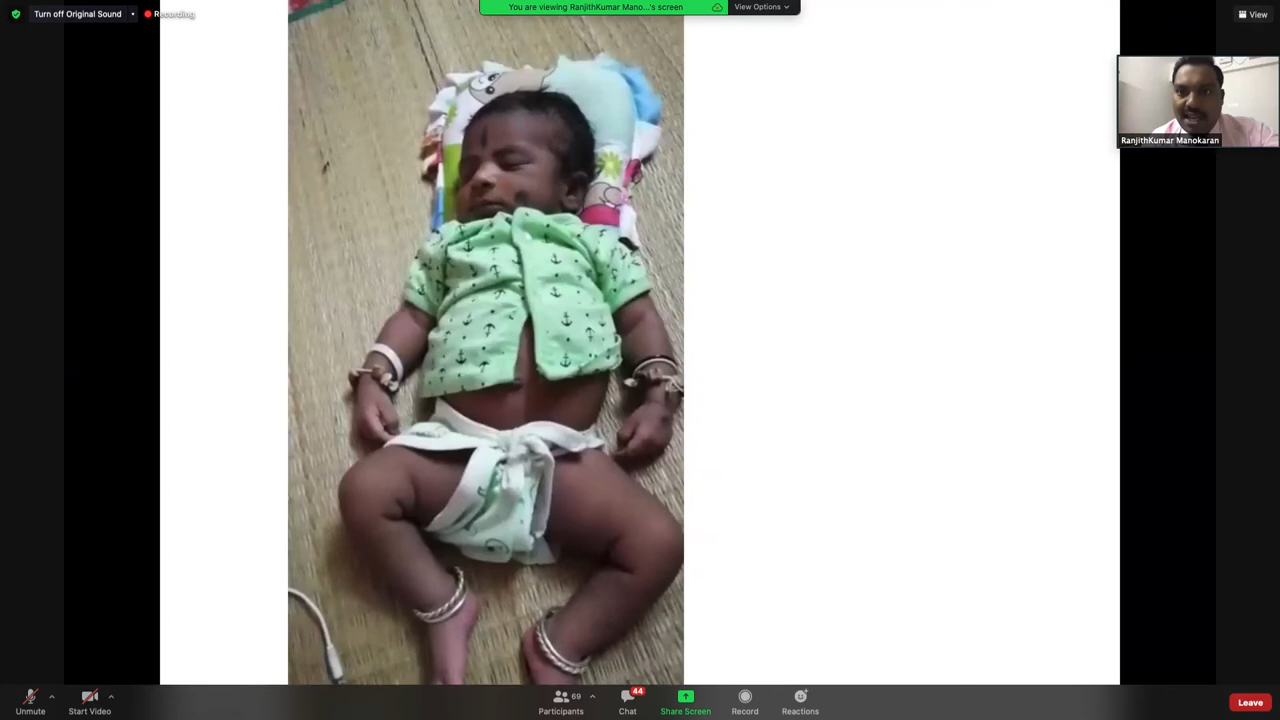 Turn off Original Sound
Recording
You are viewing RanjithKumar Mano...'s screen
View Options
View
RanjithKumar Manokaran
Unmute
Start Video
69
Participants
44
Chat
Share Screen
Record
Reactions
Leave